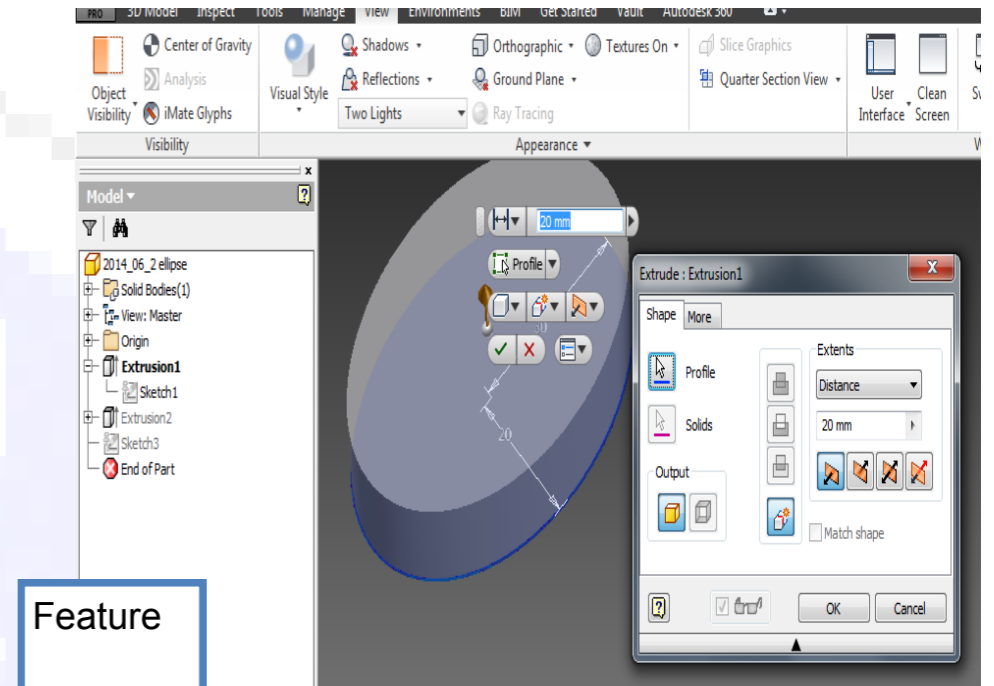 PRO 3D Model Inspect Tools Manage View Environments BIM Get Started Vault Autodesk 360
Center of Gravity
Analysis
iMate Glyphs
Object
Visibility
Visibility
Visual Style
Shadows
Reflections
Two Lights
Orthographic
Textures On
Ground Plane
Ray Tracing
Appearance
Slice Graphics
Quarter Section View
User
Interface
Clean
Screen
Model
2014_06_2 ellipse
Solid Bodies(1)
View: Master
Origin
Extrusion1
Sketch1
Extrusion2
Sketch3
End of Part
20 mm
Profile
30
20
Extrude : Extrusion1
X
Shape More
Profile
Solids
Output
Extents
Distance
20 mm
Match shape
OK Cancel
Feature